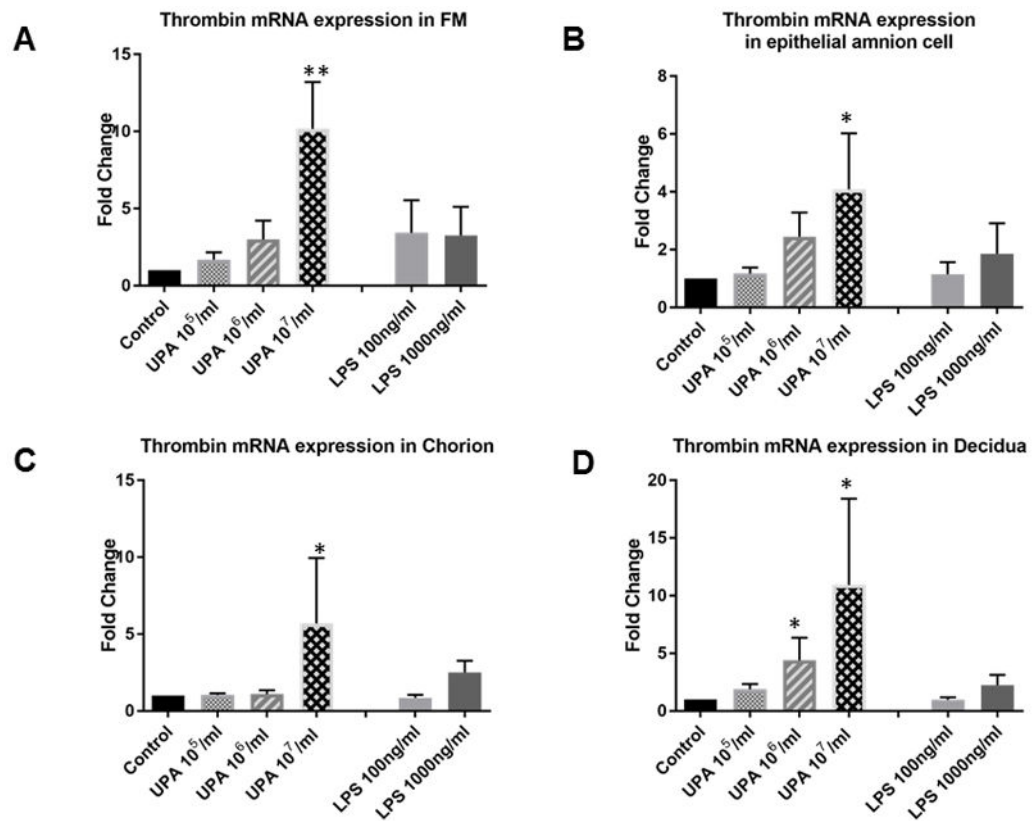 A
Thrombin mRNA expression in FM
Fold Change
15
10
5
0
**
Control
UPA 10⁵/ml
UPA 10⁶/ml
UPA 10⁷/ml
LPS 100ng/ml
LPS 1000ng/ml
B
Thrombin mRNA expression
in epithelial amnion cell
Fold Change
8
6
4
2
0
*
Control
UPA 10⁵/ml
UPA 10⁶/ml
UPA 10⁷/ml
LPS 100ng/ml
LPS 1000ng/ml
C
Thrombin mRNA expression in Chorion
Fold Change
15
10
5
0
*
Control
UPA 10⁵/ml
UPA 10⁶/ml
UPA 10⁷/ml
LPS 100ng/ml
LPS 1000ng/ml
D
Thrombin mRNA expression in Decidua
Fold Change
20
15
10
5
0
*
*
Control
UPA 10⁵/ml
UPA 10⁶/ml
UPA 10⁷/ml
LPS 100ng/ml
LPS 1000ng/ml